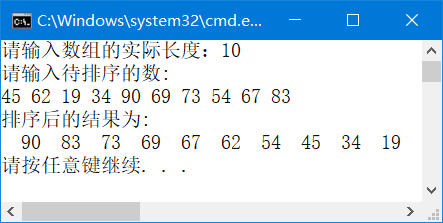 C:\Windows\system32\cmd.e...
请输入数组的实际长度: 10
请输入待排序的数:
45 62 19 34 90 69 73 54 67 83
排序后的结果为:
90 83 73 69 67 62 54 45 34 19
请按任意键继续. . .